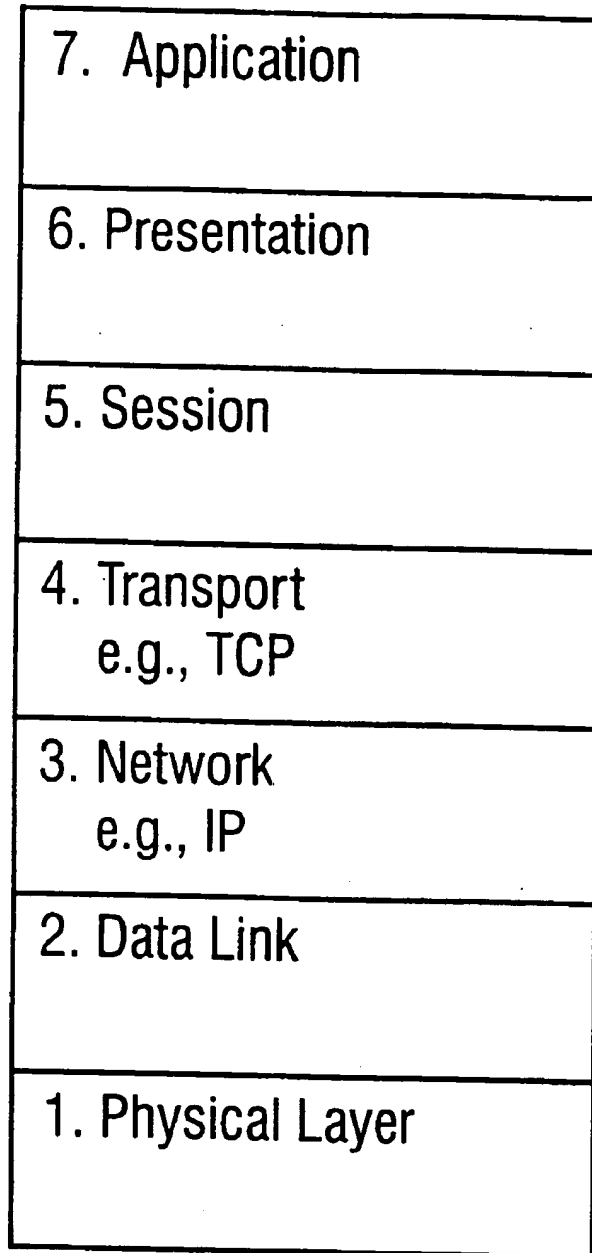 7. Application
6. Presentation
5. Session
4. Transport
e.g., TCP
3. Network
e.g., IP
2. Data Link
1. Physical Layer